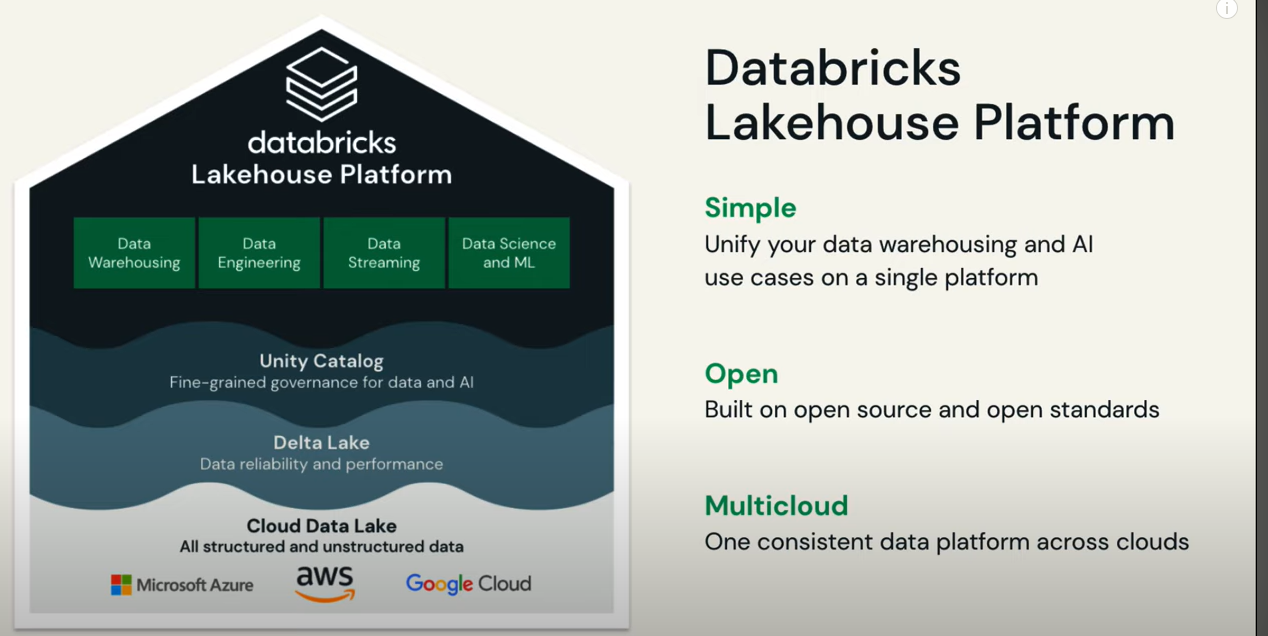 databricks
Lakehouse Platform
Data
Warehousing
Data
Engineering
Data
Streaming
Data Science
and ML
Unity Catalog
Fine-grained governance for data and AI
Delta Lake
Data reliability and performance
Cloud Data Lake
All structured and unstructured data
Microsoft Azure
aws
Google Cloud
Databricks
Lakehouse Platform
Simple
Unify your data warehousing and AI
use cases on a single platform
Open
Built on open source and open standards
Multicloud
One consistent data platform across clouds
i